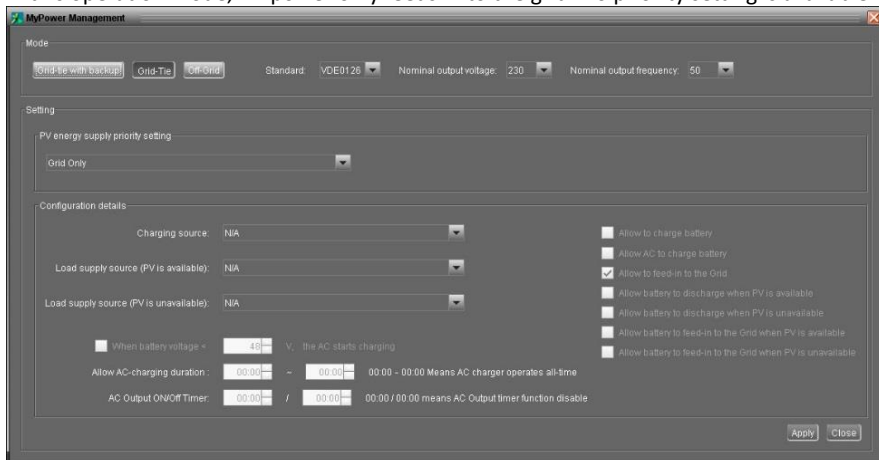 MyPower Management
Mode
Grid-tie with backup Grid-Tie Off-Grid Standard: VDE0126 Nominal output voltage: 230 Nominal output frequency: 50
Setting
PV energy supply priority setting
Grid Only
Configuration details
Charging source: N/A
Load supply source (PV is available): N/A
Load supply source (PV is unavailable): N/A
When battery voltage < 48 V, the AC starts charging
Allow AC-charging duration : 00:00 ~ 00:00 00:00 ~ 00:00 Means AC charger operates all-time
AC Output ON/Off Timer: 00:00 / 00:00 00:00 / 00:00 means AC Output timer function disable
Allow to charge battery
Allow AC to charge battery
Allow to feed-in to the Grid
Allow battery to discharge when PV is available
Allow battery to discharge when PV is unavailable
Allow battery to feed-in to the Grid when PV is available
Allow battery to feed-in to the Grid when PV is unavailable
Apply Close